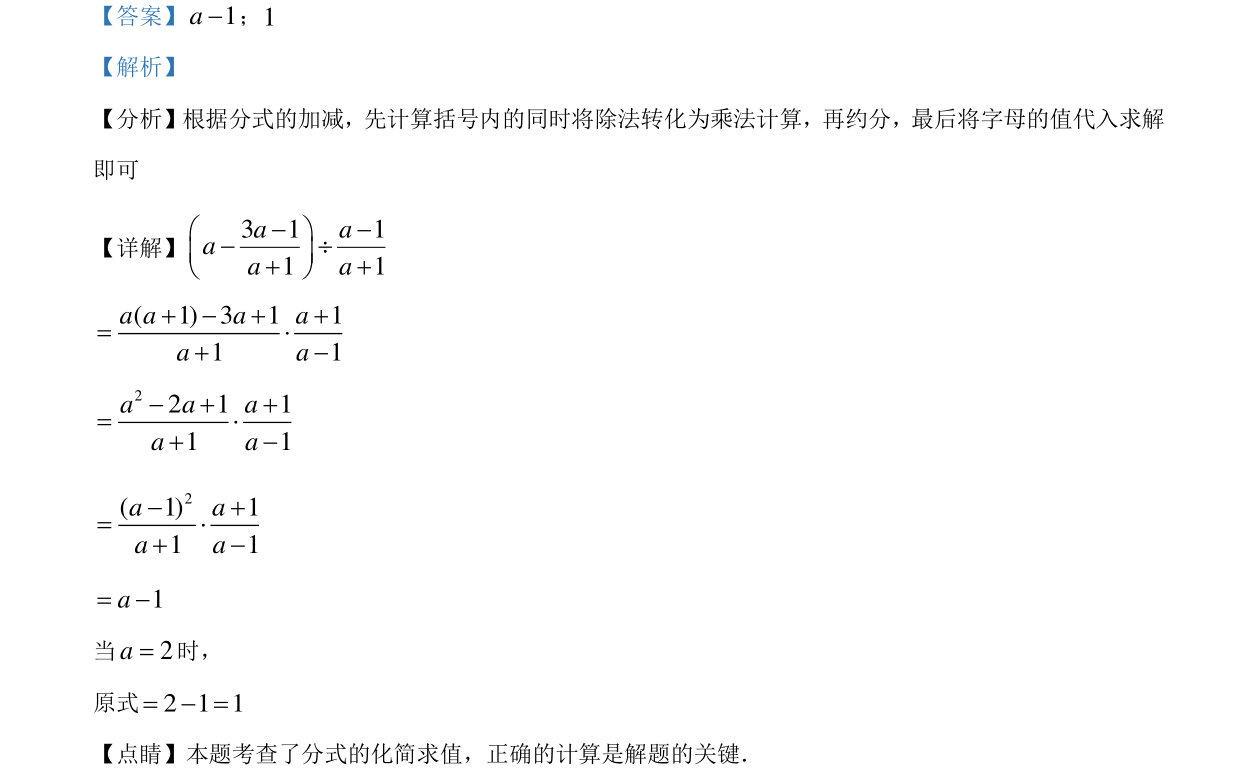 【答案】a−1；1
【解析】
【分析】根据分式的加减，先计算括号内的同时将除法转化为乘法计算，再约分，最后将字母的值代入求解
即可
【详解】(a − (3a−1)/(a+1)) ÷ (a−1)/(a+1)
= (a(a+1)−3a+1)/(a+1) · (a+1)/(a−1)
= (a²−2a+1)/(a+1) · (a+1)/(a−1)
= (a−1)²/(a+1) · (a+1)/(a−1)
= a−1
当a = 2时，
原式= 2−1=1
【点睛】本题考查了分式的化简求值，正确的计算是解题的关键．